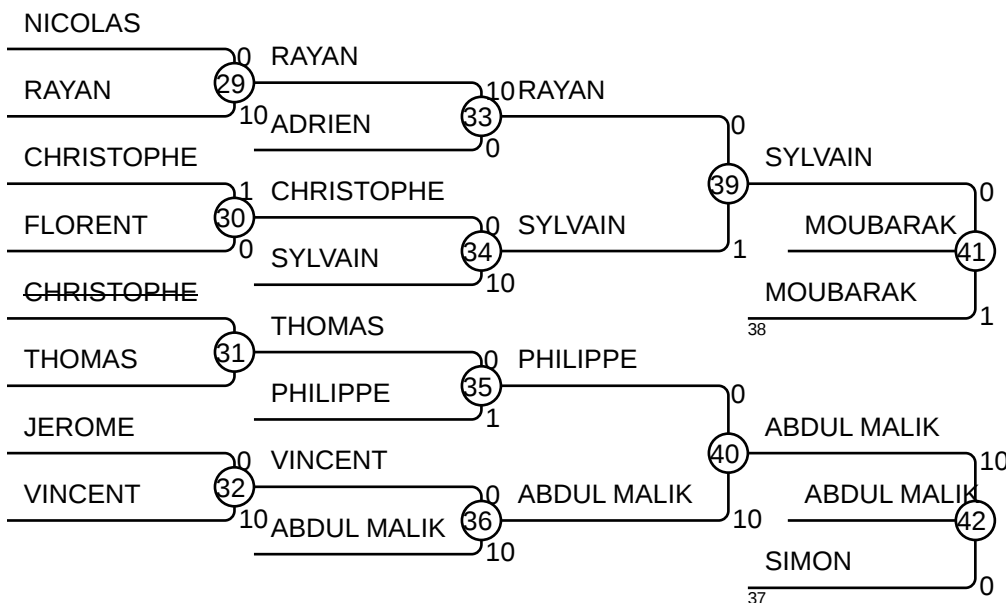 NICOLAS
0
29
RAYAN
10
RAYAN
10
33
ADRIEN
0
RAYAN
0
39
CHRISTOPHE
1
30
FLORENT
0
CHRISTOPHE
0
34
SYLVAIN
10
SYLVAIN
1
SYLVAIN
0
MOUBARAK
41
MOUBARAK
38
1
CHRISTOPHE
31
THOMAS
THOMAS
0
35
PHILIPPE
1
PHILIPPE
0
40
JEROME
0
32
VINCENT
10
VINCENT
0
36
ABDUL MALIK
10
ABDUL MALIK
10
ABDUL MALIK
10
ABDUL MALIK
42
SIMON
37
0